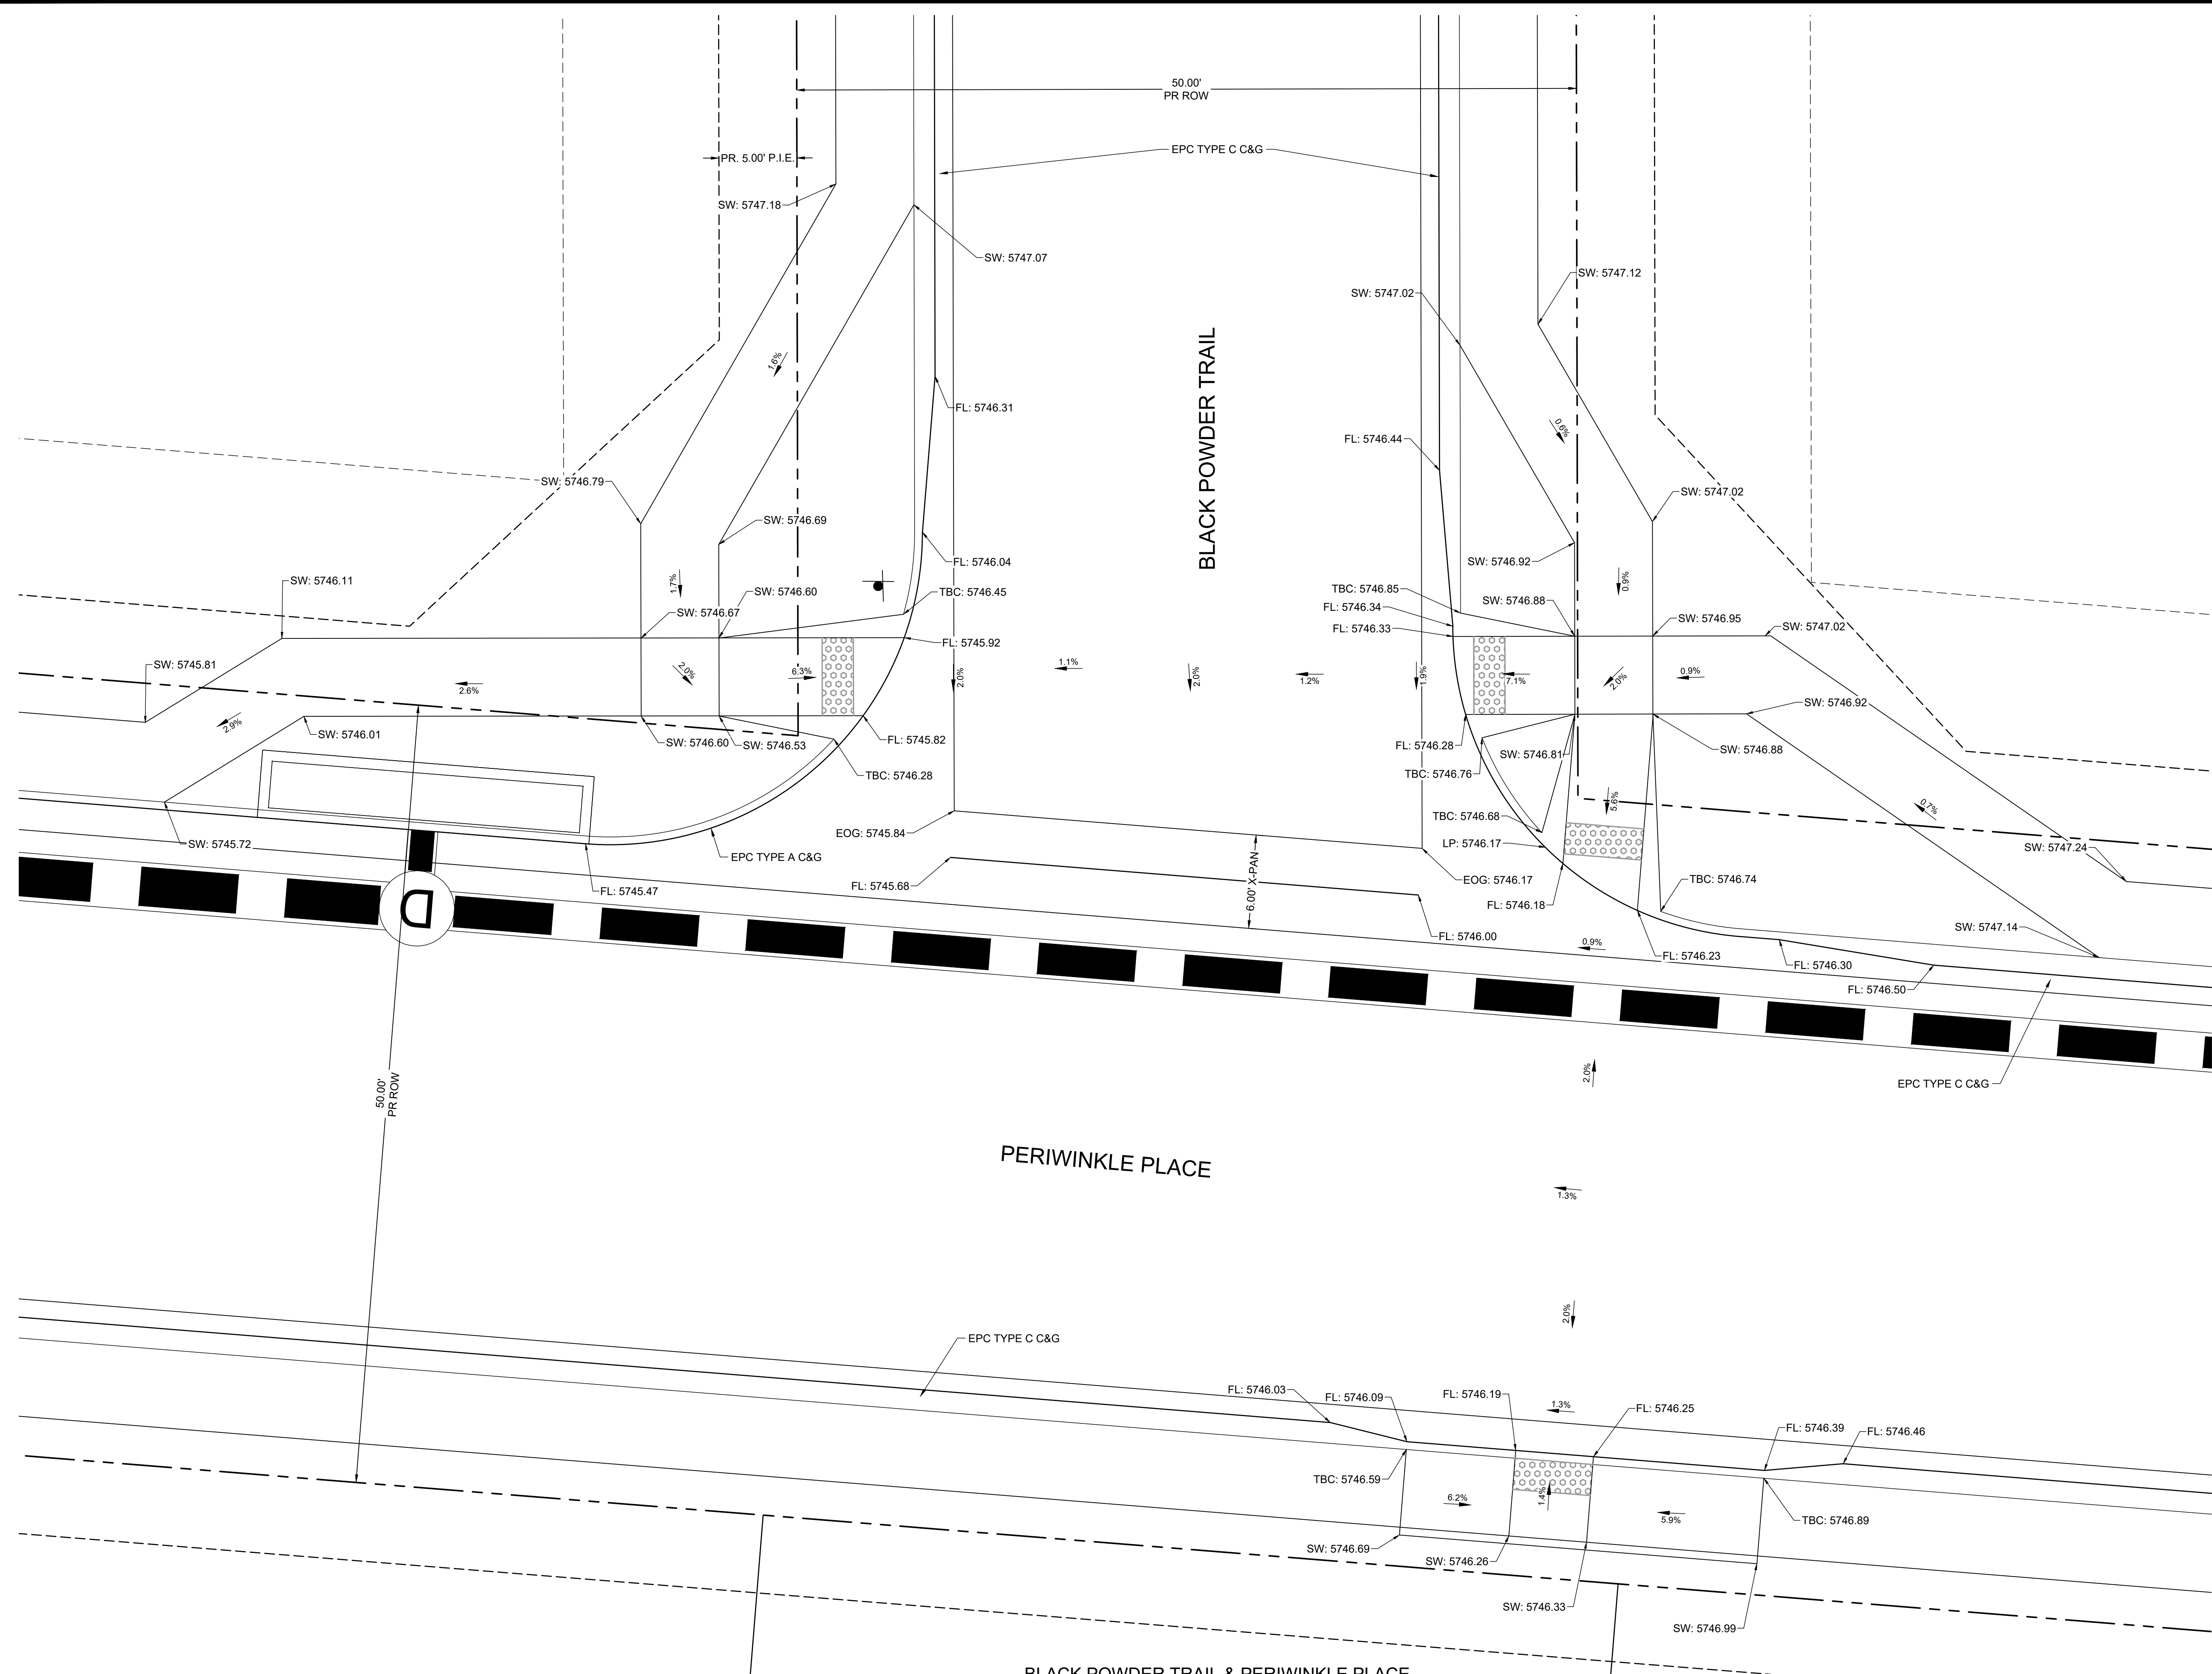 50.00'
PR ROW
EPC TYPE C C&G
PR. 5.00' P.I.E.
SW: 5747.18
SW: 5747.07
SW: 5747.12
SW: 5747.02
1.6%
BLACK POWDER TRAIL
FL: 5746.31
0.6%
FL: 5746.44
SW: 5746.79
SW: 5747.02
SW: 5746.69
FL: 5746.04
SW: 5746.92
SW: 5746.11
1.7%
0.9%
SW: 5746.60
TBC: 5746.45
TBC: 5746.85
SW: 5746.88
SW: 5746.67
FL: 5746.34
SW: 5746.95
SW: 5747.02
FL: 5745.92
FL: 5746.33
SW: 5745.81
2.0%
6.3%
2.0%
1.1%
2.0%
1.2%
1.9%
7.1%
2.0%
0.9%
2.6%
2.9%
SW: 5746.01
SW: 5746.60
SW: 5746.53
FL: 5745.82
SW: 5746.92
FL: 5746.28
SW: 5746.81
SW: 5746.88
TBC: 5746.28
TBC: 5746.76
5.6%
0.7%
TBC: 5746.68
EOG: 5745.84
SW: 5745.72
EPC TYPE A C&G
LP: 5746.17
SW: 5747.24
6.00' X-PAN
FL: 5745.47
FL: 5745.68
EOG: 5746.17
TBC: 5746.74
FL: 5746.18
D
SW: 5747.14
FL: 5746.00
0.9%
FL: 5746.23
FL: 5746.30
FL: 5746.50
2.0%
EPC TYPE C C&G
50.00'
PR ROW
PERIWINKLE PLACE
1.3%
2.0%
EPC TYPE C C&G
FL: 5746.03
FL: 5746.09
FL: 5746.19
1.3%
FL: 5746.25
FL: 5746.39
FL: 5746.46
TBC: 5746.59
6.2%
1.4%
5.9%
TBC: 5746.89
SW: 5746.69
SW: 5746.26
SW: 5746.33
SW: 5746.99
BLACK POWDER TRAIL & PERIWINKLE PLACE